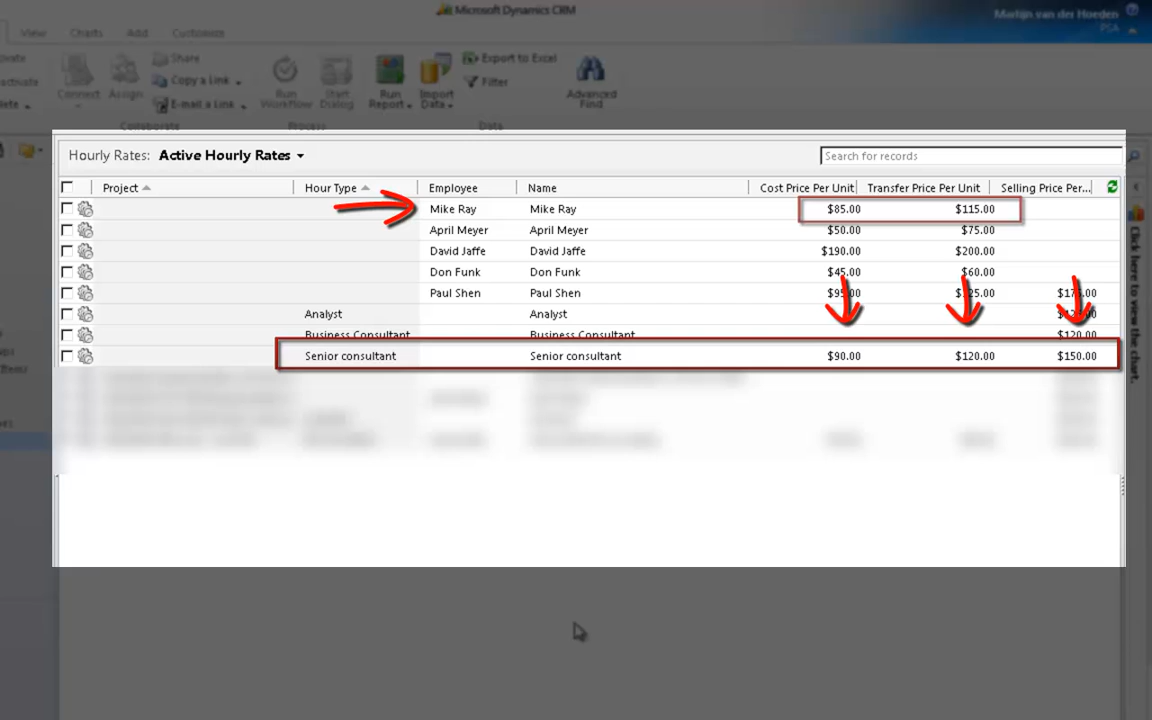 Microsoft Dynamics CRM
Martijn van der Hoeden
PSA
View Charts Add Customize
Connect Assign Share Copy a Link E-mail a Link
Run Workflow Start Dialog Run Report Import Data Export to Excel Filter Advanced Find
Collaborate Process Data
Hourly Rates: Active Hourly Rates Search for records
Project Hour Type Employee Name Cost Price Per Unit Transfer Price Per Unit Selling Price Per...
Mike Ray Mike Ray $85.00 $115.00
April Meyer April Meyer $50.00 $75.00
David Jaffe David Jaffe $190.00 $200.00
Don Funk Don Funk $45.00 $60.00
Paul Shen Paul Shen
Analyst Analyst
Business Consultant Business Consultant $120.00
Senior consultant Senior consultant $90.00 $120.00 $150.00
Click here to view the chart.